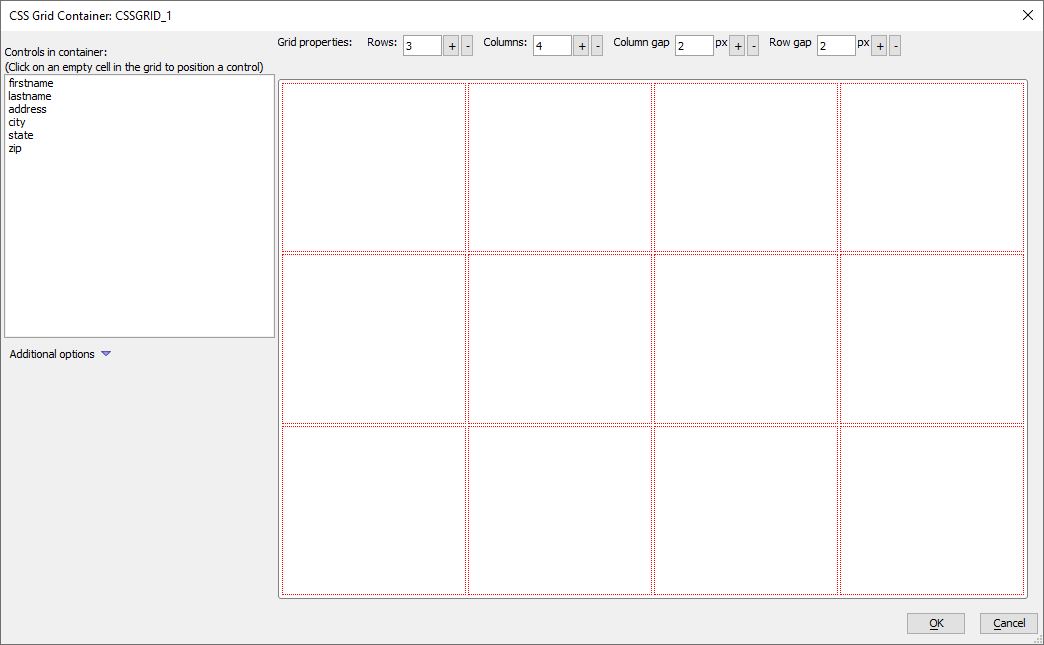 CSS Grid Container: CSSGRID_1
Grid properties: Rows: 3 + - Columns: 4 + - Column gap 2 px + - Row gap 2 px + -
Controls in container:
(Click on an empty cell in the grid to position a control)
firstname
lastname
address
city
state
zip
Additional options
OK Cancel